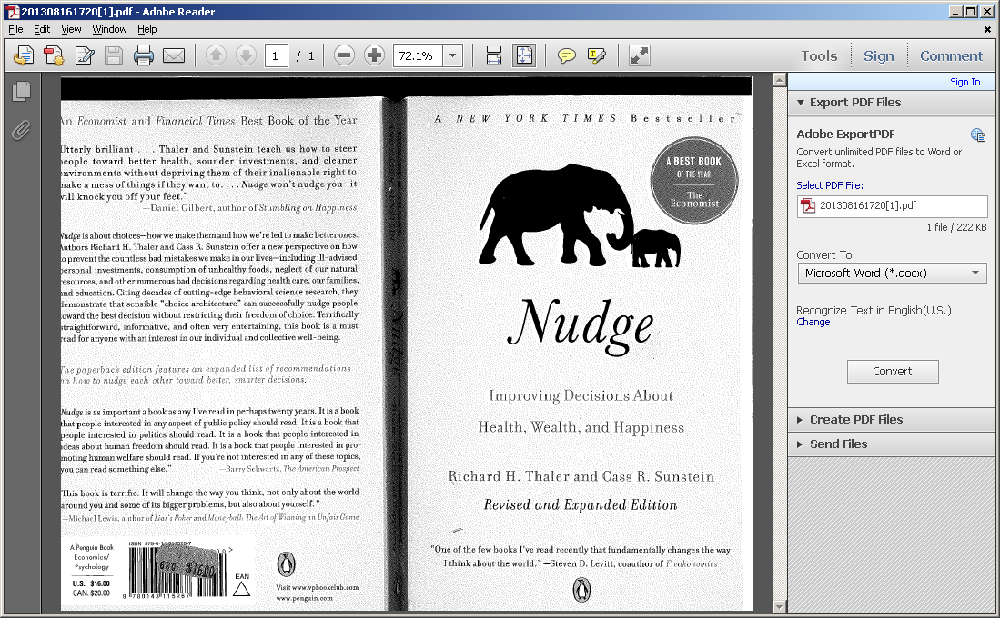 201308161720[1].pdf - Adobe Reader
File Edit View Window Help
1 / 1 72.1% Tools Sign Comment
Sign In
An Economist and Financial Times Best Book of the Year
Utterly brilliant . . . Thaler and Sunstein teach us how to steer
people toward better health, sounder investments, and cleaner
environments without depriving them of their inalienable right to
make a mess of things if they want to. . . . Nudge won't nudge you—it
will knock you off your feet."
—Daniel Gilbert, author of Stumbling on Happiness
Nudge is about choices—how we make them and how we're led to make better ones.
Authors Richard H. Thaler and Cass R. Sunstein offer a new perspective on how
to prevent the countless bad mistakes we make in our lives—including ill-advised
personal investments, consumption of unhealthy foods, neglect of our natural
resources, and other numerous bad decisions regarding health care, our families,
and education. Citing decades of cutting-edge behavioral science research, they
demonstrate that sensible "choice architecture" can successfully nudge people
toward the best decision without restricting their freedom of choice. Terrifically
straightforward, informative, and often very entertaining, this book is a must
read for anyone with an interest in our individual and collective well-being.
The paperback edition features an expanded list of recommendations
on how to nudge each other toward better, smarter decisions.
Nudge is as important a book as any I've read in perhaps twenty years. It is a book
that people interested in any aspect of public policy should read. It is a book that
people interested in politics should read. It is a book that people interested in
ideas about human freedom should read. It is a book that people interested in pro-
moting human welfare should read. If you're not interested in any of these topics,
you can read something else." —Barry Schwartz, The American Prospect
This book is terrific. It will change the way you think, not only about the world
around you and some of its bigger problems, but also about yourself."
—Michael Lewis, author of Liar's Poker and Moneyball: The Art of Winning an Unfair Game
A Penguin Book
Economics/
Psychology
U.S. $16.00
CAN. $20.00
680 $16.00
9 780143 115267
EAN
Visit www.vpbookclub.com
www.penguin.com
Nudge
A NEW YORK TIMES Bestseller
A BEST BOOK
OF THE YEAR
The
Economist
Nudge
Improving Decisions About
Health, Wealth, and Happiness
Richard H. Thaler and Cass R. Sunstein
Revised and Expanded Edition
"One of the few books I've read recently that fundamentally changes the way
I think about the world." —Steven D. Levitt, coauthor of Freakonomics
Export PDF Files
Adobe ExportPDF
Convert unlimited PDF files to Word or
Excel format.
Select PDF File:
201308161720[1].pdf
1 file / 222 KB
Convert To:
Microsoft Word (*.docx)
Recognize Text in English(U.S.)
Change
Convert
Create PDF Files
Send Files